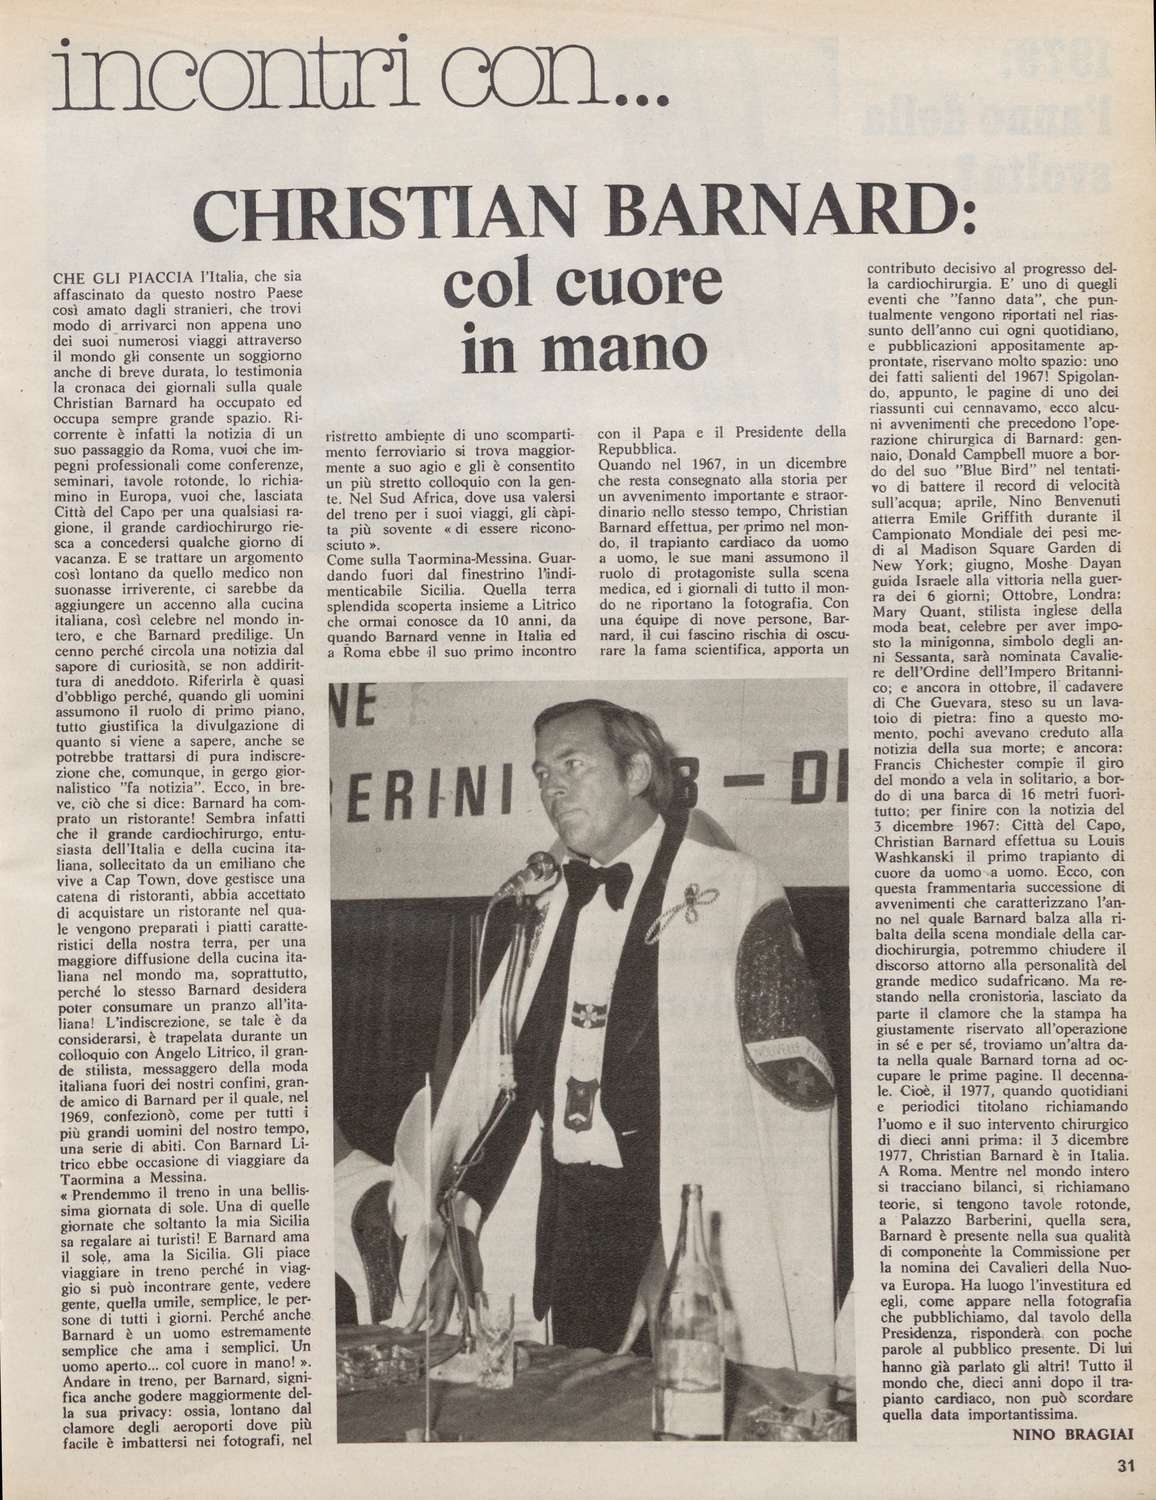 incontri con...
CHRISTIAN BARNARD:
col cuore
in mano
CHE GLI PIACCIA l'Italia, che sia
affascinato da questo nostro Paese
così amato dagli stranieri, che trovi
modo di arrivarci non appena uno
dei suoi numerosi viaggi attraverso
il mondo gli consente un soggiorno
anche di breve durata, lo testimonia
la cronaca dei giornali sulla quale
Christian Barnard ha occupato ed
occupa sempre grande spazio. Ri-
corrente è infatti la notizia di un
suo passaggio da Roma, vuoi che im-
pegni professionali come conferenze,
seminari, tavole rotonde, lo richia-
mino in Europa, vuoi che, lasciata
Città del Capo per una qualsiasi ra-
gione, il grande cardiochirurgo rie-
sca a concedersi qualche giorno di
vacanza. E se trattare un argomento
così lontano da quello medico non
suonasse irriverente, ci sarebbe da
aggiungere un accenno alla cucina
italiana, così celebre nel mondo in-
tero, e che Barnard predilige. Un
cenno perché circola una notizia dal
sapore di curiosità, se non addirit-
tura di aneddoto. Riferirla è quasi
d'obbligo perché, quando gli uomini
assumono il ruolo di primo piano,
tutto giustifica la divulgazione di
quanto si viene a sapere, anche se
potrebbe trattarsi di pura indiscre-
zione che, comunque, in gergo gior-
nalistico "fa notizia". Ecco, in bre-
ve, ciò che si dice: Barnard ha com-
prato un ristorante! Sembra infatti
che il grande cardiochirurgo, entu-
siasta dell'Italia e della cucina ita-
liana, sollecitato da un emiliano che
vive a Cap Town, dove gestisce una
catena di ristoranti, abbia accettato
di acquistare un ristorante nel qua-
le vengono preparati i piatti caratte-
ristici della nostra terra, per una
maggiore diffusione della cucina ita-
liana nel mondo ma, soprattutto,
perché lo stesso Barnard desidera
poter consumare un pranzo all'ita-
liana! L'indiscrezione, se tale è da
considerarsi, è trapelata durante un
colloquio con Angelo Litrico, il gran-
de stilista, messaggero della moda
italiana fuori dei nostri confini, gran-
de amico di Barnard per il quale, nel
1969, confezionò, come per tutti i
più grandi uomini del nostro tempo,
una serie di abiti. Con Barnard Li-
trico ebbe occasione di viaggiare da
Taormina a Messina.
« Prendemmo il treno in una bellis-
sima giornata di sole. Una di quelle
giornate che soltanto la mia Sicilia
sa regalare ai turisti! E Barnard ama
il sole, ama la Sicilia. Gli piace
viaggiare in treno perché in viag-
gio si può incontrare gente, vedere
gente, quella umile, semplice, le per-
sone di tutti i giorni. Perché anche
Barnard è un uomo estremamente
semplice che ama i semplici. Un
uomo aperto... col cuore in mano! ».
Andare in treno, per Barnard, signi-
fica anche godere maggiormente del-
la sua privacy: ossia, lontano dal
clamore degli aeroporti dove più
facile è imbattersi nei fotografi, nel
ristretto ambiente di uno scomparti-
mento ferroviario si trova maggior-
mente a suo agio e gli è consentito
un più stretto colloquio con la gen-
te. Nel Sud Africa, dove usa valersi
del treno per i suoi viaggi, gli càpi-
ta più sovente « di essere ricono-
sciuto ».
Come sulla Taormina-Messina. Guar-
dando fuori dal finestrino l'indi-
menticabile Sicilia. Quella terra
splendida scoperta insieme a Litrico
che ormai conosce da 10 anni, da
quando Barnard venne in Italia ed
a Roma ebbe il suo primo incontro
con il Papa e il Presidente della
Repubblica.
Quando nel 1967, in un dicembre
che resta consegnato alla storia per
un avvenimento importante e straor-
dinario nello stesso tempo, Christian
Barnard effettua, per primo nel mon-
do, il trapianto cardiaco da uomo
a uomo, le sue mani assumono il
ruolo di protagoniste sulla scena
medica, ed i giornali di tutto il mon-
do ne riportano la fotografia. Con
una équipe di nove persone, Bar-
nard, il cui fascino rischia di oscu-
rare la fama scientifica, apporta un
contributo decisivo al progresso del-
la cardiochirurgia. E' uno di quegli
eventi che "fanno data", che pun-
tualmente vengono riportati nel rias-
sunto dell'anno cui ogni quotidiano,
e pubblicazioni appositamente ap-
prontate, riservano molto spazio: uno
dei fatti salienti del 1967! Spigolan-
do, appunto, le pagine di uno dei
riassunti cui cennavamo, ecco alcu-
ni avvenimenti che precedono l'ope-
razione chirurgica di Barnard: gen-
naio, Donald Campbell muore a bor-
do del suo "Blue Bird" nel tentati-
vo di battere il record di velocità
sull'acqua; aprile, Nino Benvenuti
atterra Emile Griffith durante il
Campionato Mondiale dei pesi me-
di al Madison Square Garden di
New York; giugno, Moshe Dayan
guida Israele alla vittoria nella guer-
ra dei 6 giorni; Ottobre, Londra:
Mary Quant, stilista inglese della
moda beat, celebre per aver impo-
sto la minigonna, simbolo degli an-
ni Sessanta, sarà nominata Cavalie-
re dell'Ordine dell'Impero Britanni-
co; e ancora in ottobre, il cadavere
di Che Guevara, steso su un lava-
toio di pietra: fino a questo mo-
mento, pochi avevano creduto alla
notizia della sua morte; e ancora:
Francis Chichester compie il giro
del mondo a vela in solitario, a bor-
do di una barca di 16 metri fuori-
tutto; per finire con la notizia del
3 dicembre 1967: Città del Capo,
Christian Barnard effettua su Louis
Washkanski il primo trapianto di
cuore da uomo a uomo. Ecco, con
questa frammentaria successione di
avvenimenti che caratterizzano l'an-
no nel quale Barnard balza alla ri-
balta della scena mondiale della car-
diochirurgia, potremmo chiudere il
discorso attorno alla personalità del
grande medico sudafricano. Ma re-
stando nella cronistoria, lasciato da
parte il clamore che la stampa ha
giustamente riservato all'operazione
in sé e per sé, troviamo un'altra da-
ta nella quale Barnard torna ad oc-
cupare le prime pagine. Il decenna-
le. Cioè, il 1977, quando quotidiani
e periodici titolano richiamando
l'uomo e il suo intervento chirurgico
di dieci anni prima: il 3 dicembre
1977, Christian Barnard è in Italia.
A Roma. Mentre nel mondo intero
si tracciano bilanci, si richiamano
teorie, si tengono tavole rotonde,
a Palazzo Barberini, quella sera,
Barnard è presente nella sua qualità
di componente la Commissione per
la nomina dei Cavalieri della Nuo-
va Europa. Ha luogo l'investitura ed
egli, come appare nella fotografia
che pubblichiamo, dal tavolo della
Presidenza, risponderà con poche
parole al pubblico presente. Di lui
hanno già parlato gli altri! Tutto il
mondo che, dieci anni dopo il tra-
pianto cardiaco, non può scordare
quella data importantissima.
NINO BRAGIAI
NE
BERINI B - DI
31